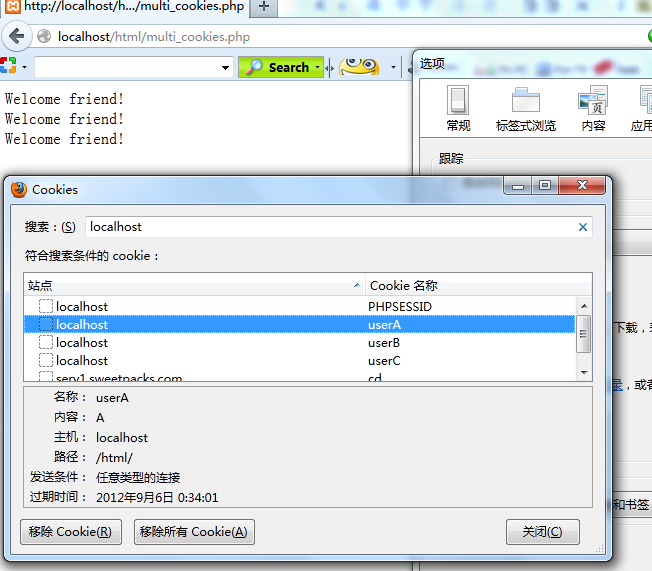 http://localhost/h.../multi_cookies.php
+
localhost/html/multi_cookies.php
Search
Welcome friend!
Welcome friend!
Welcome friend!
选项
常规 标签式浏览 内容 应用
跟踪
Cookies
搜索：(S) localhost
符合搜索条件的 cookie：
站点 Cookie 名称
localhost PHPSESSID
localhost userA
localhost userB
localhost userC
serv1.sweetpacks.com cd
名称： userA
内容： A
主机： localhost
路径： /html/
发送条件： 任意类型的连接
过期时间： 2012年9月6日 0:34:01
移除 Cookie(R) 移除所有 Cookie(A) 关闭(C)
下载，
录，或者
和书签